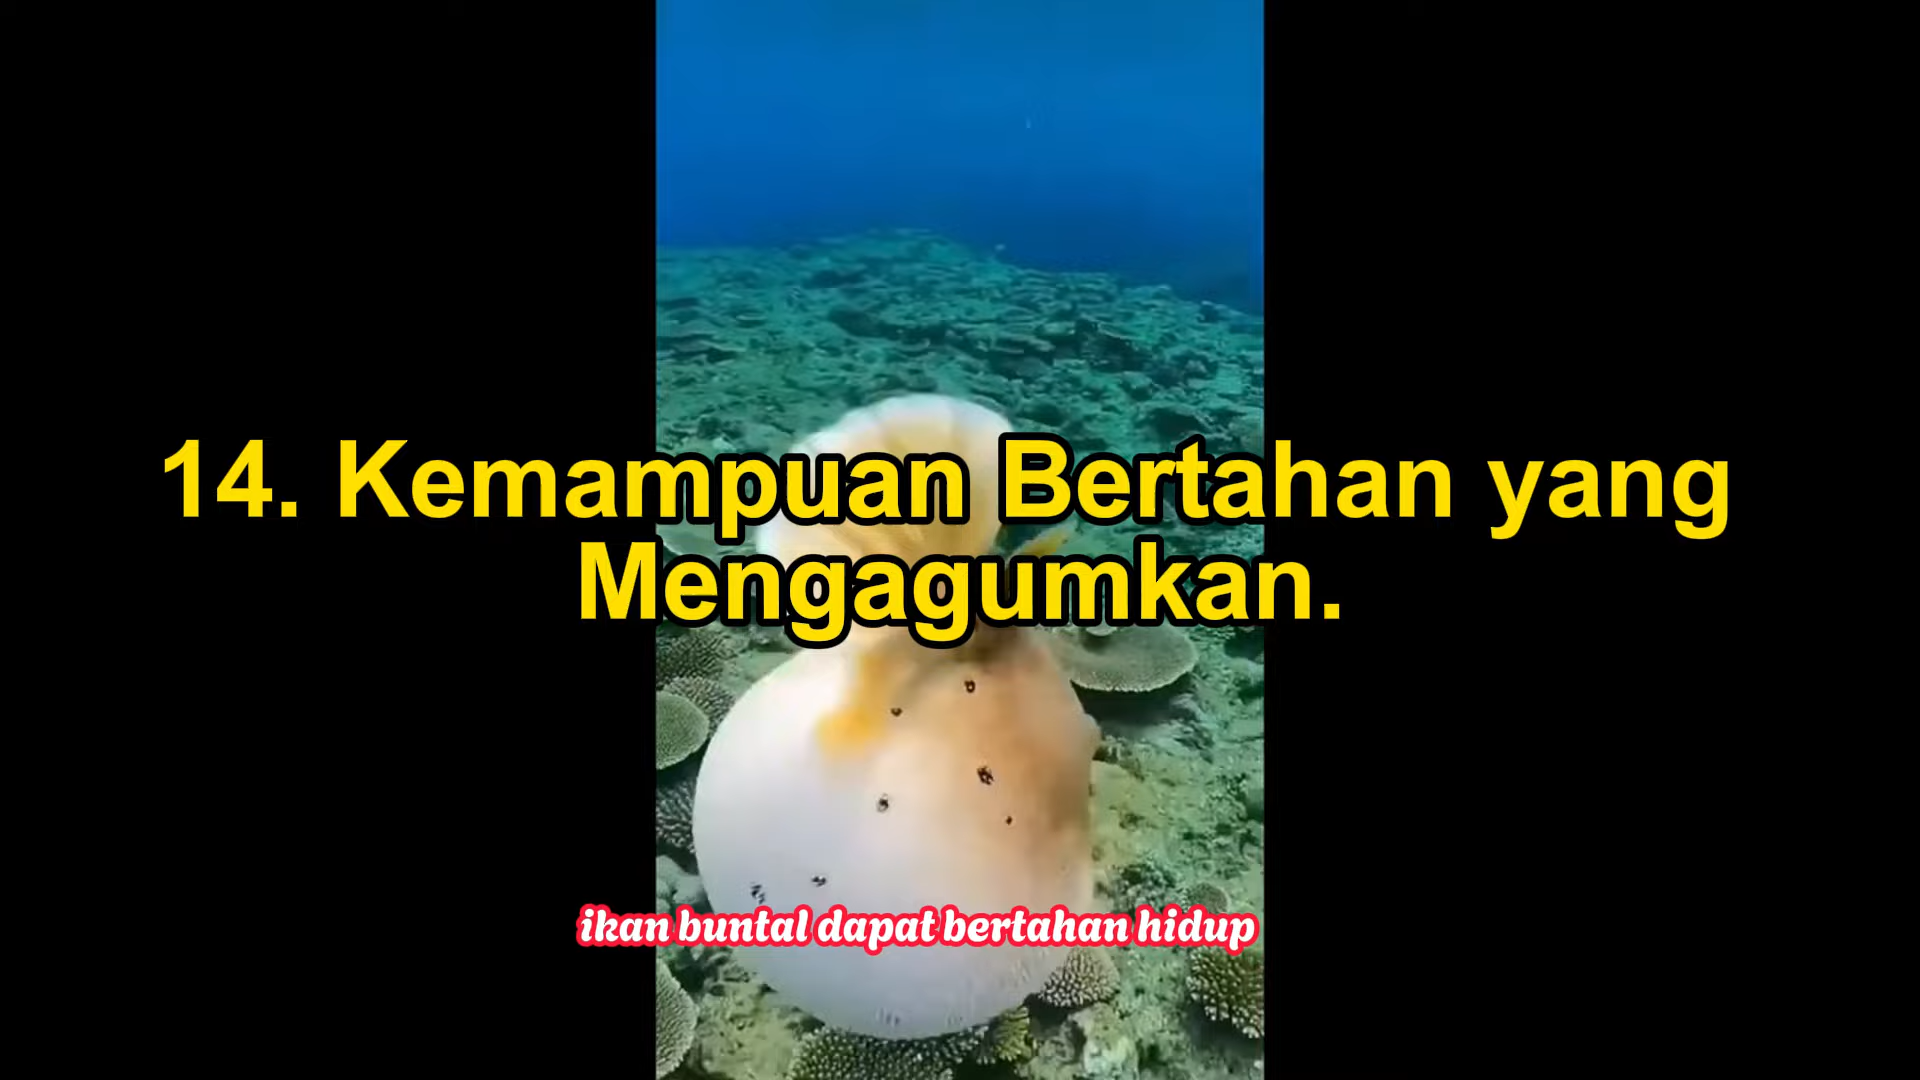 14. Kemampuan Bertahan yang
Mengagumkan.
ikan buntal dapat bertahan hidup